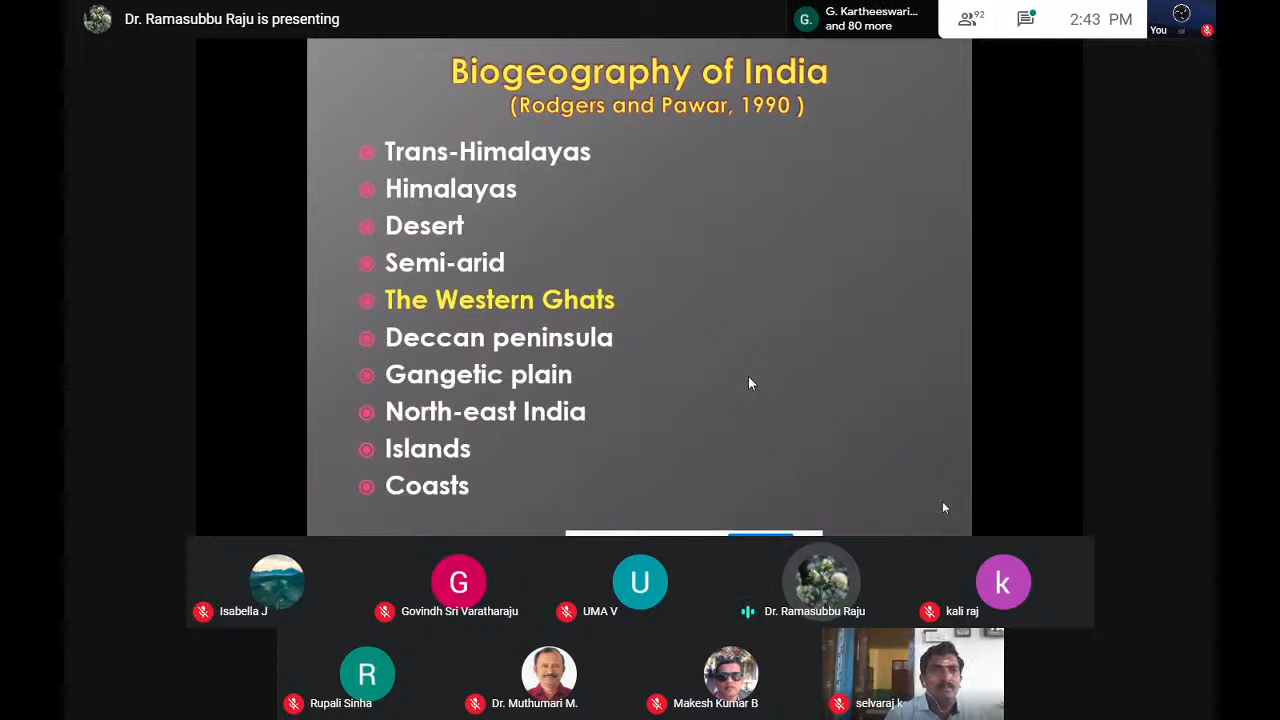 Dr. Ramasubbu Raju is presenting
G.
G. Kartheeswari...
and 80 more
92
2:43 PM
You
Biogeography of India
(Rodgers and Pawar, 1990 )
Trans-Himalayas
Himalayas
Desert
Semi-arid
The Western Ghats
Deccan peninsula
Gangetic plain
North-east India
Islands
Coasts
G
U
k
Isabella J
Govindh Sri Varatharaju
UMA V
Dr. Ramasubbu Raju
kali raj
R
Rupali Sinha
Dr. Muthumari M.
Makesh Kumar B
selvaraj k